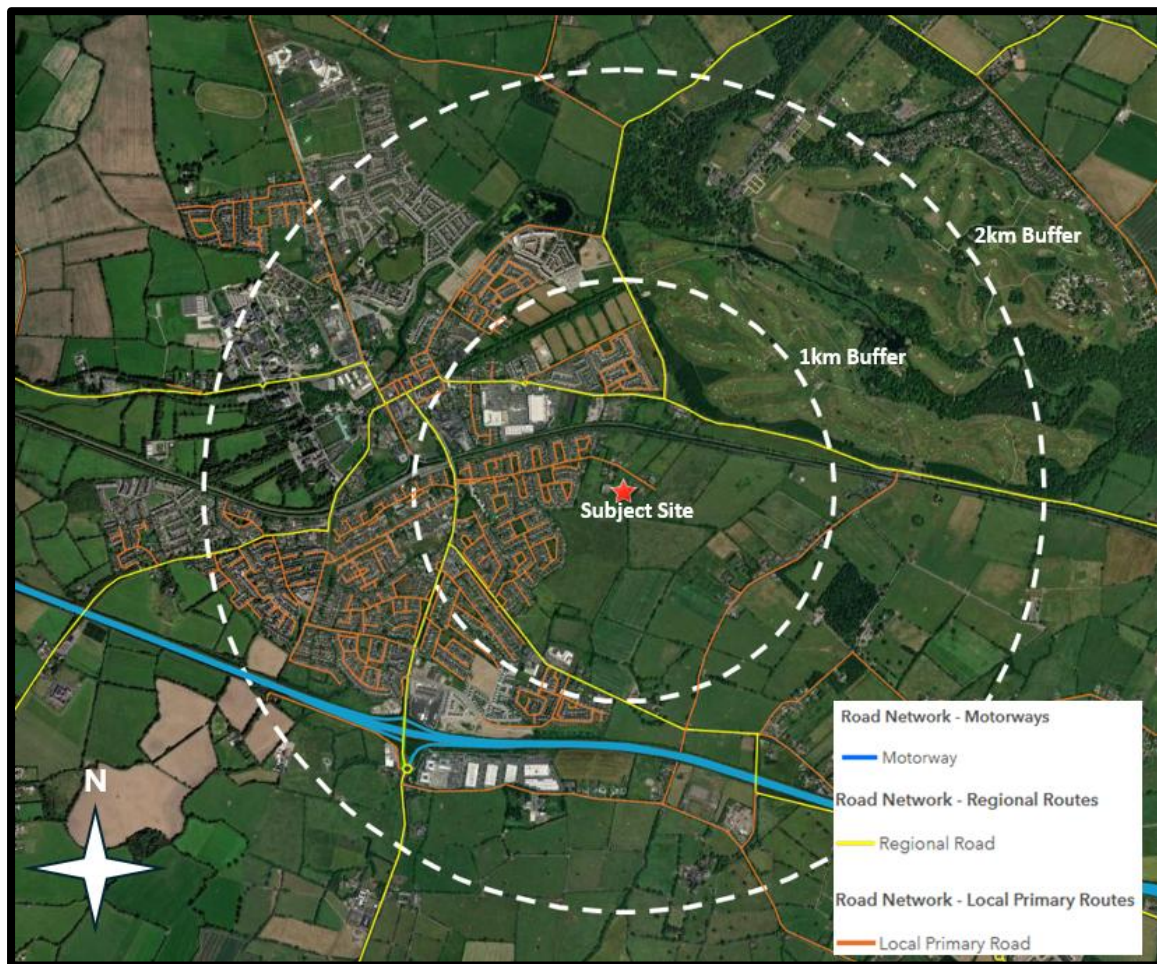 2km Buffer
1km Buffer
Subject Site
N
Road Network - Motorways
Motorway
Road Network - Regional Routes
Regional Road
Road Network - Local Primary Routes
Local Primary Road